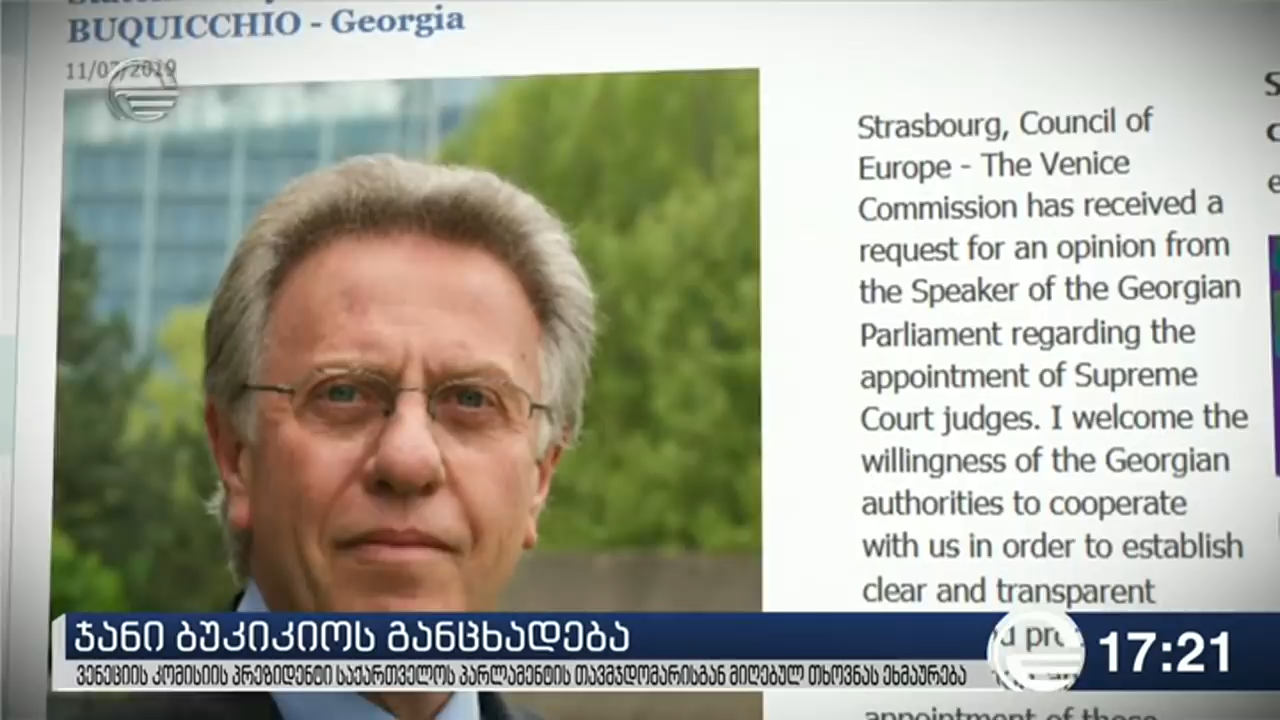 BUQUICCHIO - Georgia
Strasbourg, Council of
Europe - The Venice
Commission has received a
request for an opinion from
the Speaker of the Georgian
Parliament regarding the
appointment of Supreme
Court judges. I welcome the
willingness of the Georgian
authorities to cooperate
with us in order to establish
clear and transparent
appointment of these
ჯანი ბუკიკიოს განცხადება
ვენეციის კომისიის პრეზიდენტი საქართველოს პარლამენტის თავმჯდომარისგან მიღებულ თხოვნას ეხმაურება
17:21